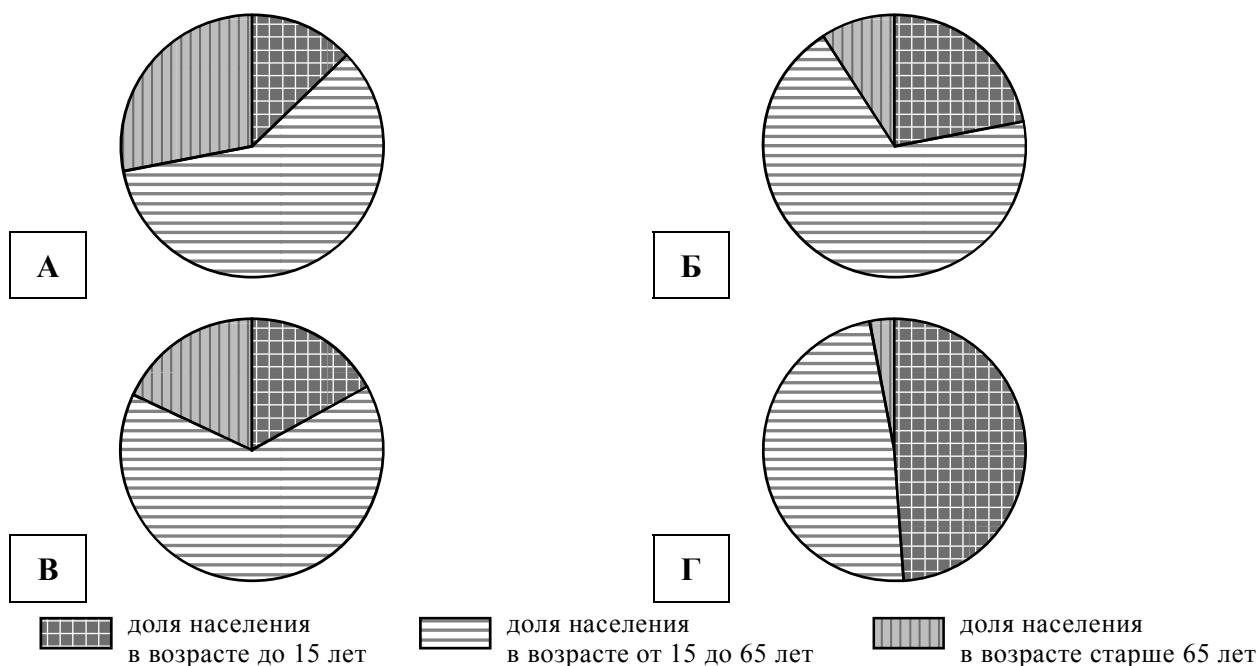 А
Б
В
Г
доля населения
в возрасте до 15 лет
доля населения
в возрасте от 15 до 65 лет
доля населения
в возрасте старше 65 лет